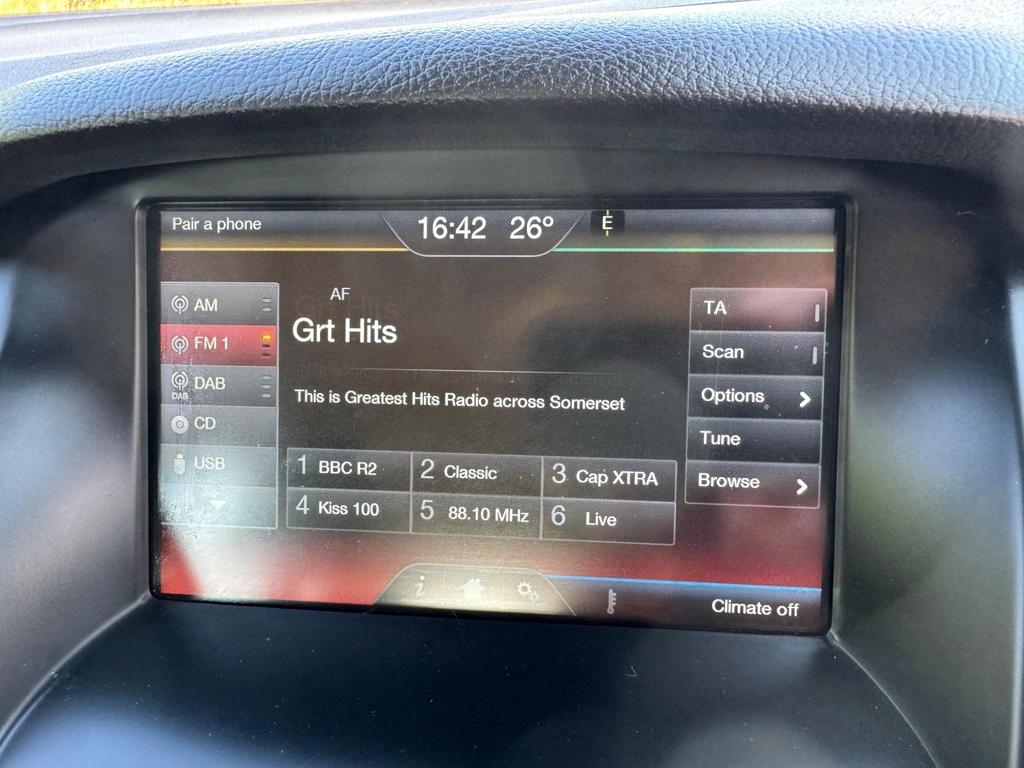 Pair a phone
16:42 26º E
AF
Grt Hits
This is Greatest Hits Radio across Somerset
AM
FM 1
DAB
DAB
CD
USB
TA
Scan
Options
Tune
Browse
1 BBC R2
2 Classic
3 Cap XTRA
4 Kiss 100
5 88.10 MHz
6 Live
i
Climate off